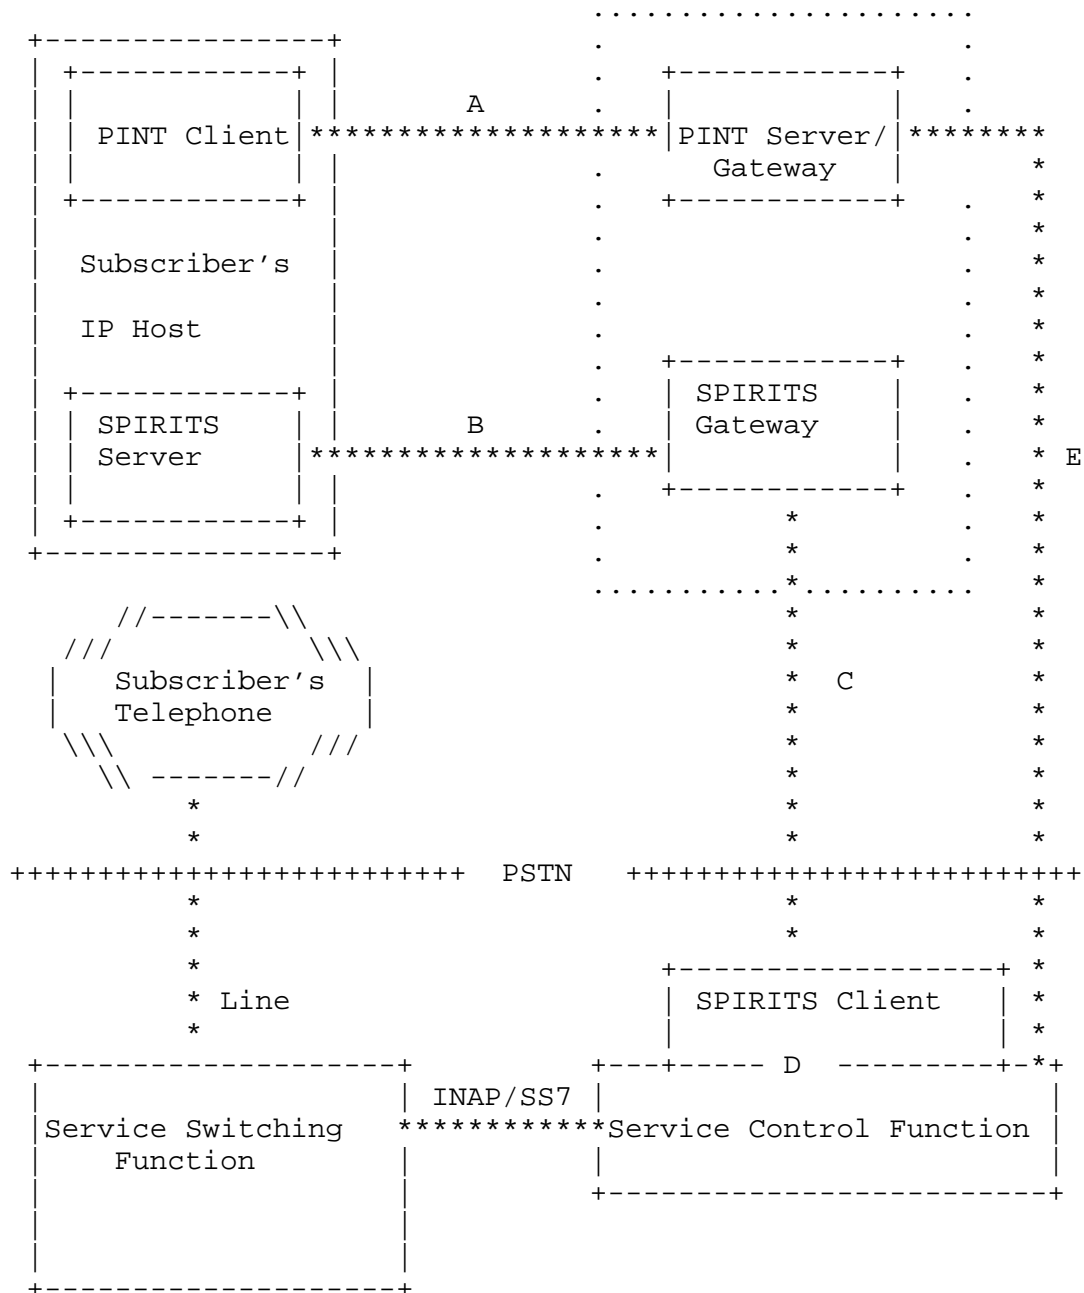 A
PINT Client
PINT Server/
Gateway
Subscriber's
IP Host
SPIRITS
Server
B
SPIRITS
Gateway
E
Subscriber's
Telephone
C
PSTN
Line
SPIRITS Client
D
INAP/SS7
Service Switching
Function
Service Control Function